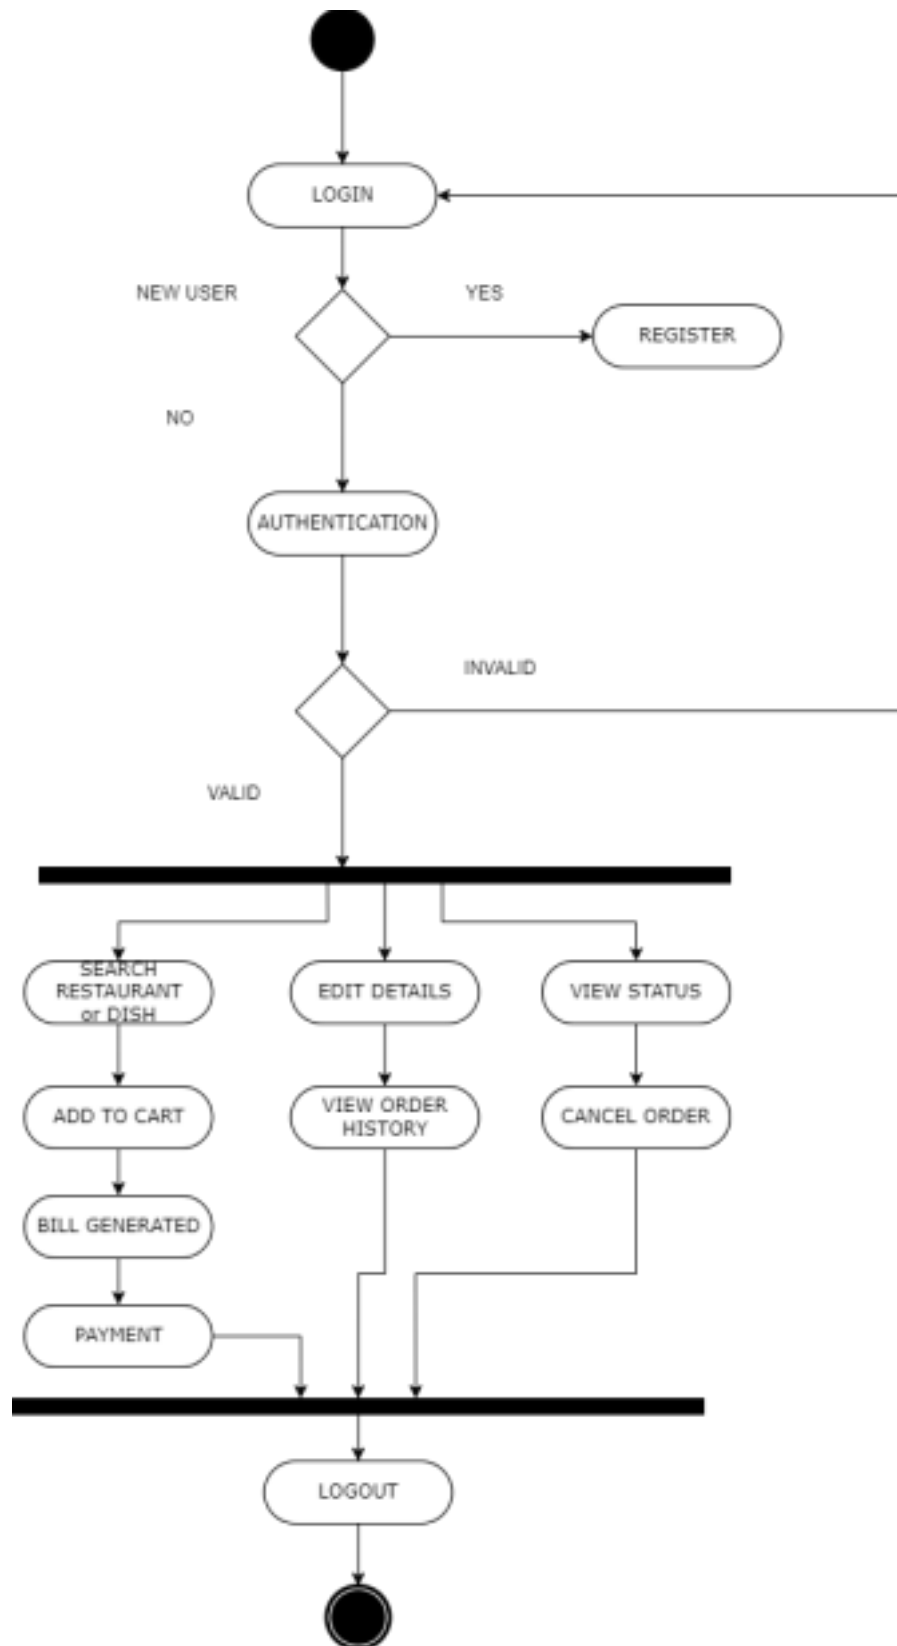 LOGIN
NEW USER
YES
REGISTER
NO
AUTHENTICATION
INVALID
VALID
SEARCH
RESTAURANT
or DISH
EDIT DETAILS
VIEW STATUS
ADD TO CART
VIEW ORDER
HISTORY
CANCEL ORDER
BILL GENERATED
PAYMENT
LOGOUT